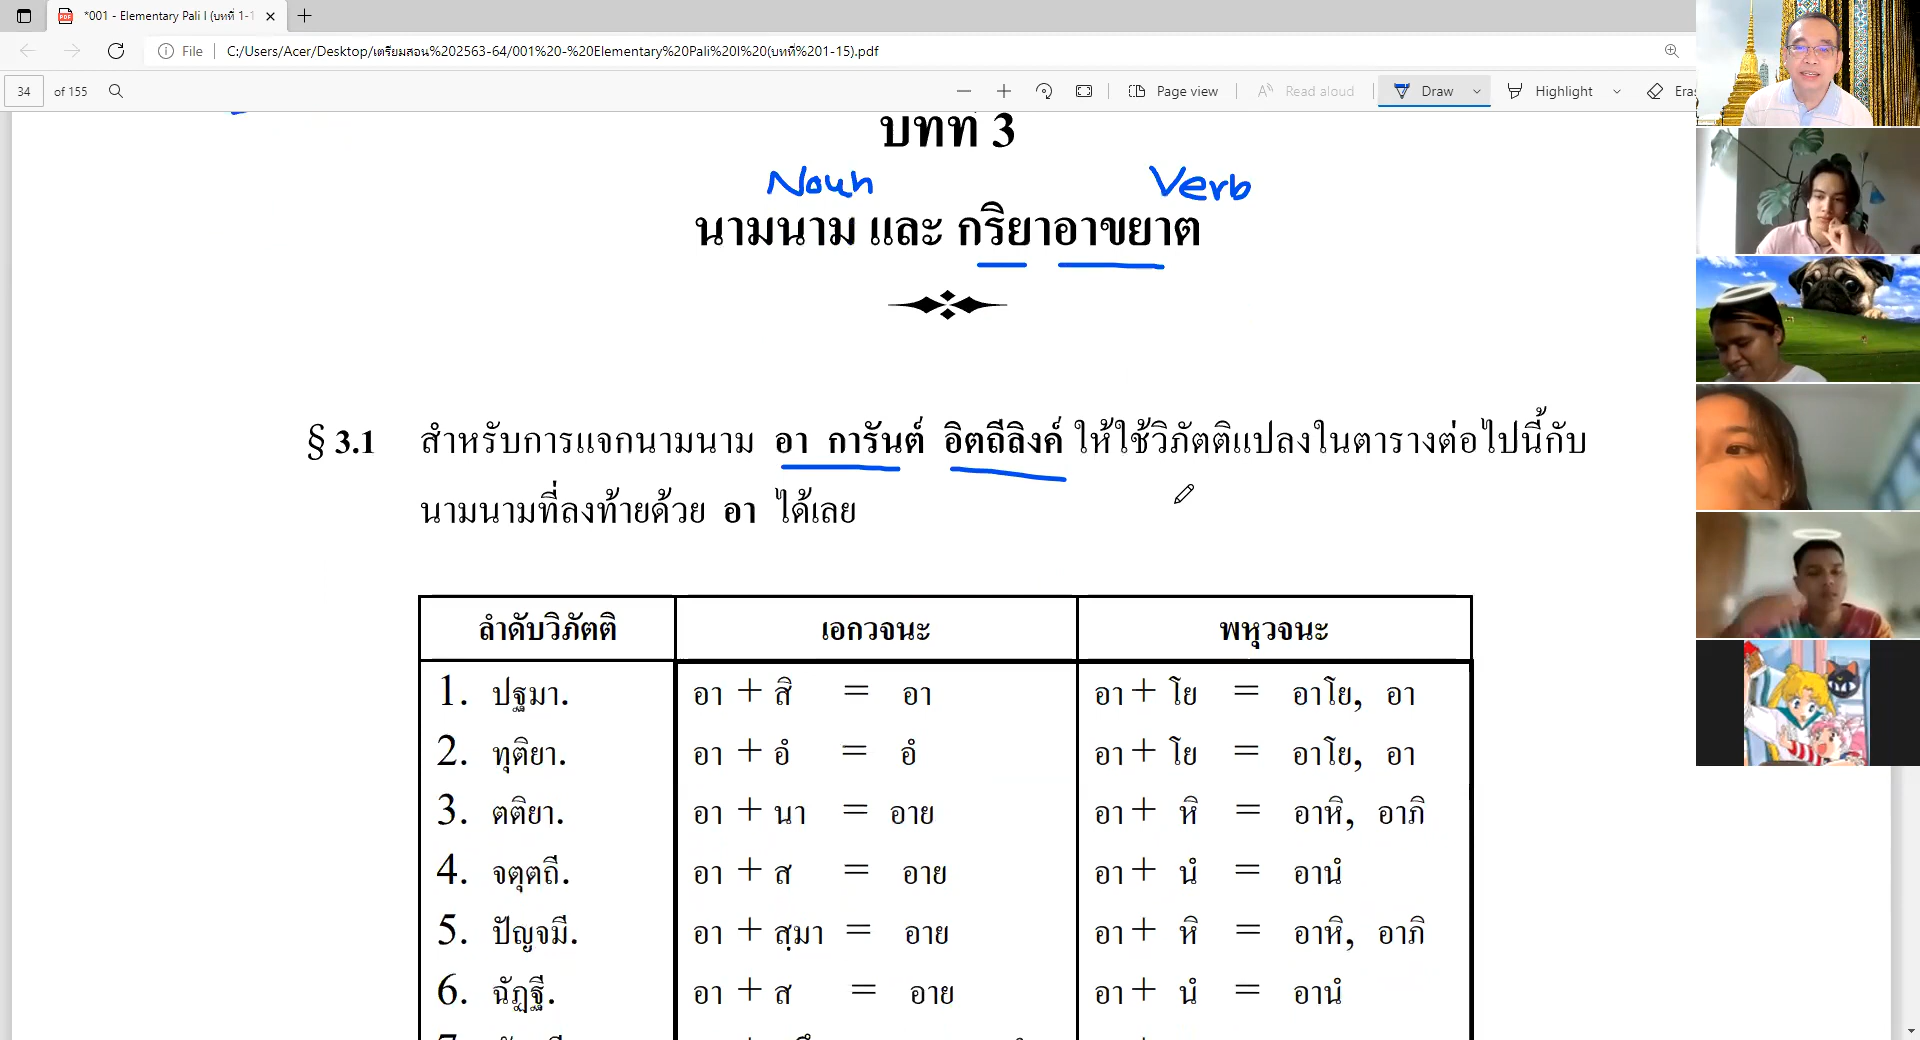 *001 - Elementary Pali I (บทที่ 1-1
File
C:/Users/Acer/Desktop/เตรียมสอน%202563-64/001%20-%20Elementary%20Pali%20I%20(บทที่%201-15).pdf
34 of 155
Page view
Read aloud
Draw
Highlight
Eras
บทที่ 3
Noun Verb
นามนาม และ กริยาอาขยาต
§ 3.1 สำหรับการแจกนามนาม อา การันต์ อิตถีลิงค์ ให้ใช้วิภัตติแปลงในตารางต่อไปนี้กับ
นามนามที่ลงท้ายด้วย อา ได้เลย
ลำดับวิภัตติ เอกวจนะ พหุวจนะ
1. ปฐมา. อา + สิ = อา อา + โย = อาโย, อา
2. ทุติยา. อา + อํ = อํ อา + โย = อาโย, อา
3. ตติยา. อา + นา = อาย อา + หิ = อาหิ, อาภิ
4. จตุตถี. อา + ส = อาย อา + นํ = อานํ
5. ปัญจมี. อา + สฺมา = อาย อา + หิ = อาหิ, อาภิ
6. ฉัฏฐี. อา + ส = อาย อา + นํ = อานํ